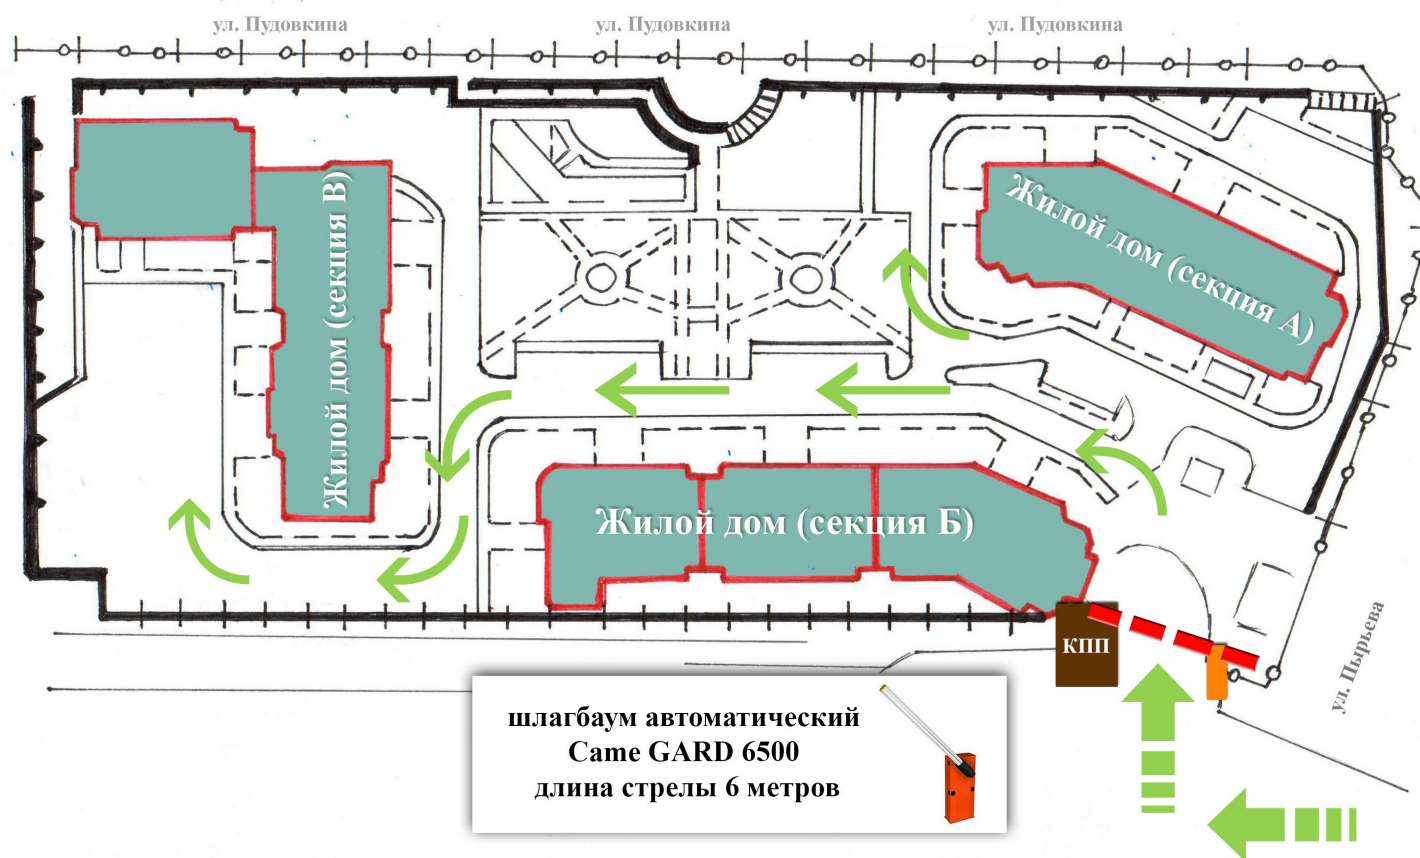 ул. Пудовкина
ул. Пудовкина
ул. Пудовкина
Жилой дом (секция В)
Жилой дом (секция А)
Жилой дом (секция Б)
КПП
ул. Пырьева
шлагбаум автоматический
Came GARD 6500
длина стрелы 6 метров